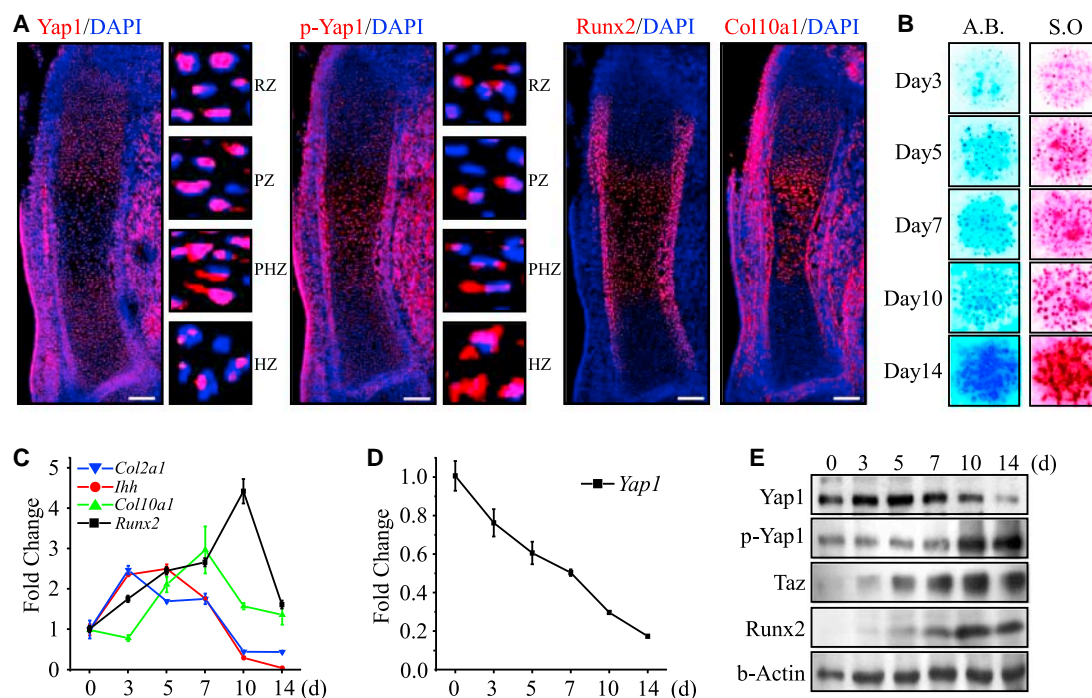 A
Yap1/DAPI
RZ
PZ
PHZ
HZ
p-Yap1/DAPI
RZ
PZ
PHZ
HZ
Runx2/DAPI
Col10a1/DAPI
B
A.B. S.O
Day3
Day5
Day7
Day10
Day14
C
Col2a1
Ihh
Col10a1
Runx2
Fold Change
5
4
3
2
1
0
0 3 5 7 10 14 (d)
D
Yap1
Fold Change
1.0
0.8
0.6
0.4
0.2
0.0
0 3 5 7 10 14 (d)
E
0 3 5 7 10 14 (d)
Yap1
p-Yap1
Taz
Runx2
b-Actin